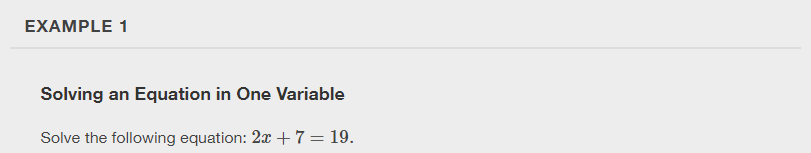 EXAMPLE 1
Solving an Equation in One Variable
Solve the following equation: 2x + 7 = 19.